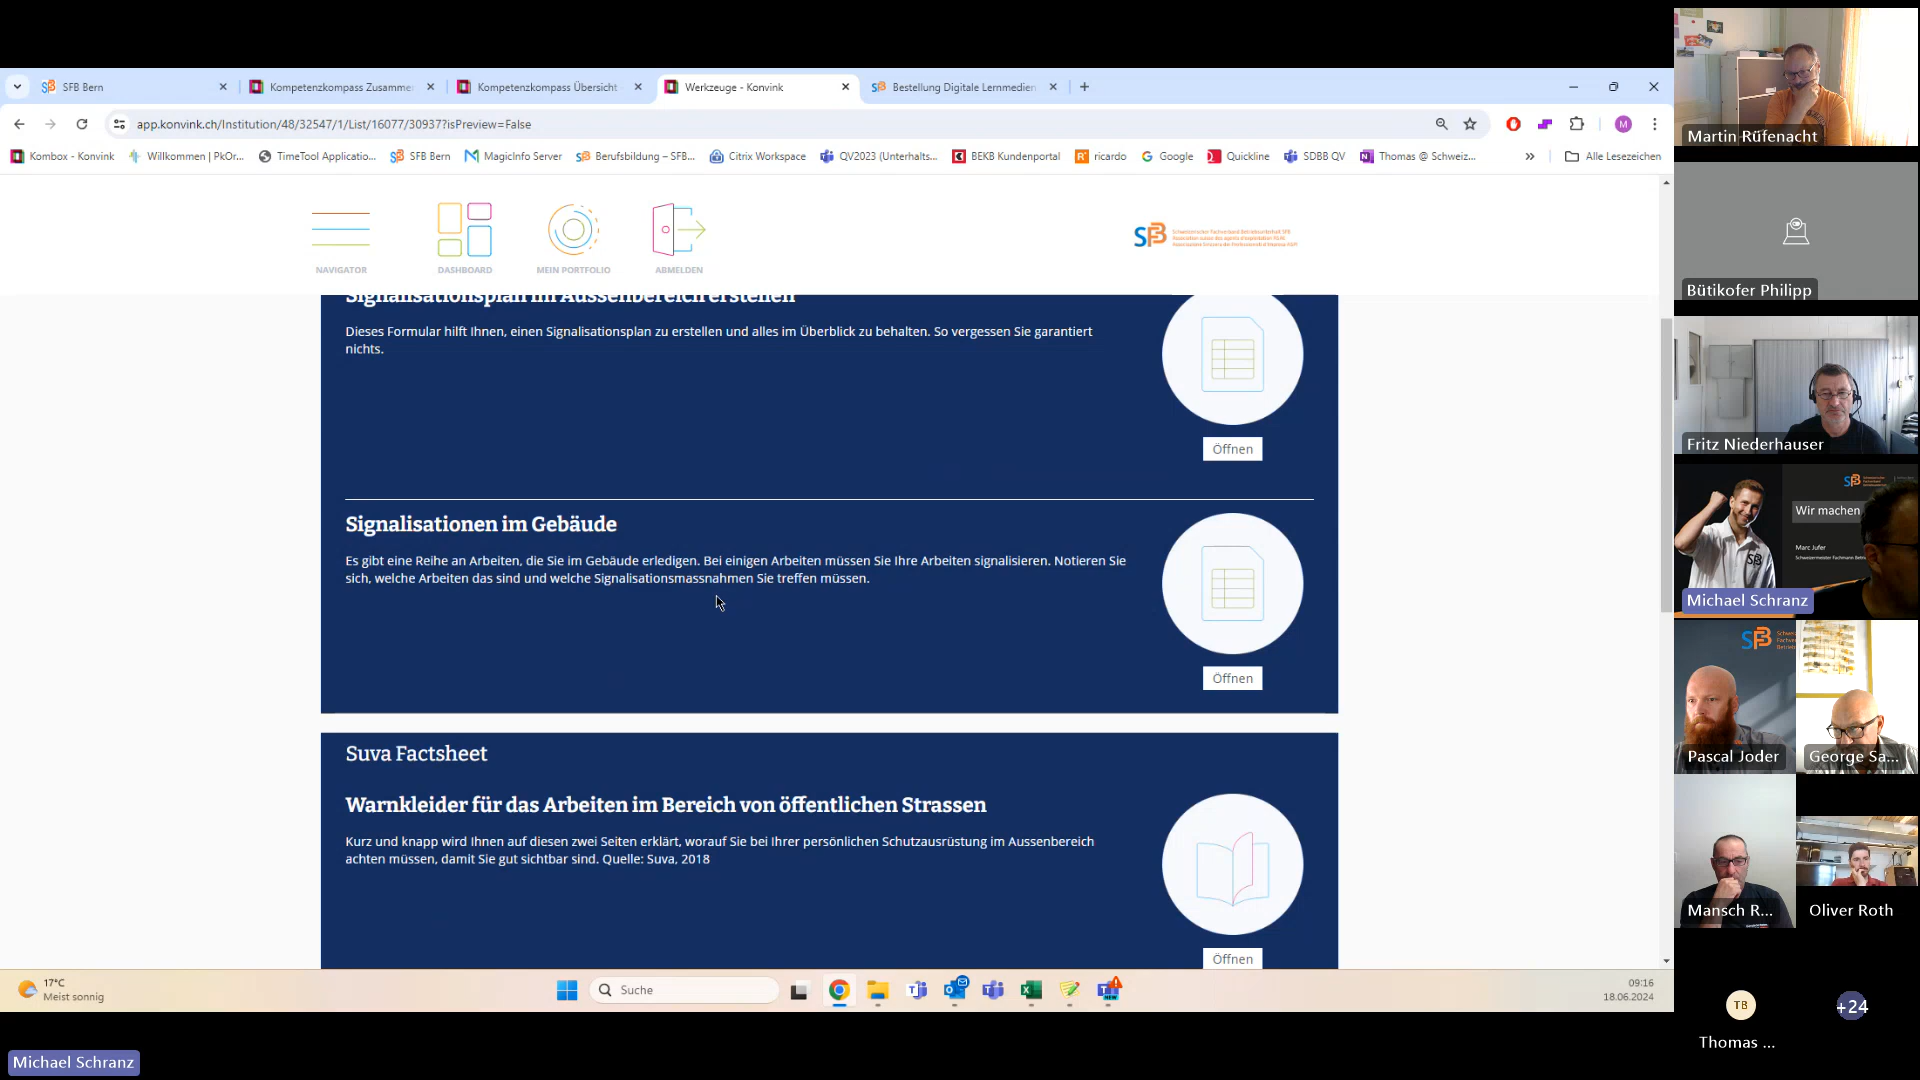 SFB Bern
Kompetenzkompass Zusamme
Kompetenzkompass Übersicht
Werkzeuge - Konvink
Bestellung Digitale Lernmedien
app.konvink.ch/Institution/48/32547/1/List/16077/30937?isPreview=False
M
Kombox - Konvink
Willkommen | PkOr...
TimeTool Applicatio...
SFB Bern
MagicInfo Server
Berufsbildung – SFB...
Citrix Workspace
QV2023 (Unterhalts...
BEKB Kundenportal
ricardo
Google
Quickline
SDBB QV
Thomas @ Schweiz...
Alle Lesezeichen
NAVIGATOR
DASHBOARD
MEIN PORTFOLIO
ABMELDEN
SFB
Signalisationsplan im Aussenbereich erstellen
Dieses Formular hilft Ihnen, einen Signalisationsplan zu erstellen und alles im Überblick zu behalten. So vergessen Sie garantiert
nichts.
Öffnen
Signalisationen im Gebäude
Es gibt eine Reihe an Arbeiten, die Sie im Gebäude erledigen. Bei einigen Arbeiten müssen Sie Ihre Arbeiten signalisieren. Notieren Sie
sich, welche Arbeiten das sind und welche Signalisationsmassnahmen Sie treffen müssen.
Öffnen
Suva Factsheet
Warnkleider für das Arbeiten im Bereich von öffentlichen Strassen
Kurz und knapp wird Ihnen auf diesen zwei Seiten erklärt, worauf Sie bei Ihrer persönlichen Schutzausrüstung im Aussenbereich
achten müssen, damit Sie gut sichtbar sind. Quelle: Suva, 2018
Öffnen
17°C
Meist sonnig
Suche
09:16
18.06.2024
Michael Schranz
Martin Rüfenacht
Bütikofer Philipp
Fritz Niederhauser
SFB
Wir machen
Marc Jufer
Michael Schranz
SFB
Pascal Joder
George Sa...
Mansch R...
Oliver Roth
TB
Thomas ...
+24